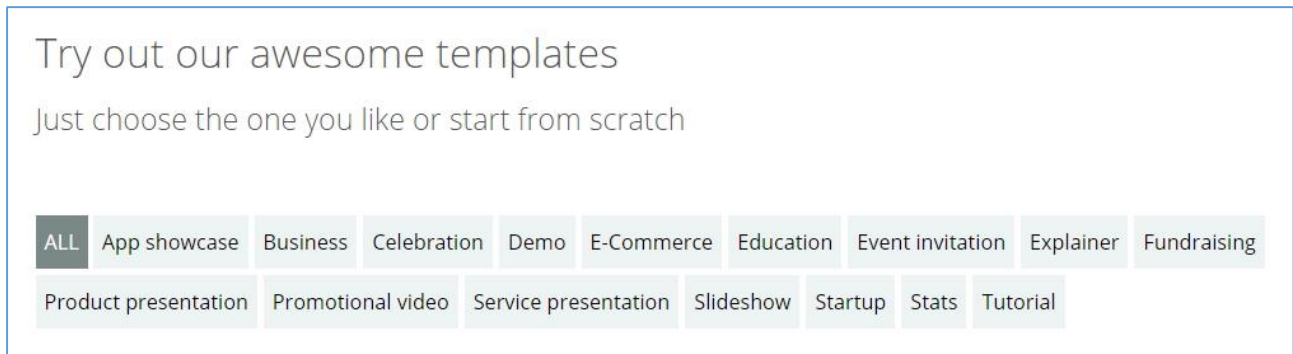 Try out our awesome templates
Just choose the one you like or start from scratch
ALL App showcase Business Celebration Demo E-Commerce Education Event invitation Explainer Fundraising
Product presentation Promotional video Service presentation Slideshow Startup Stats Tutorial